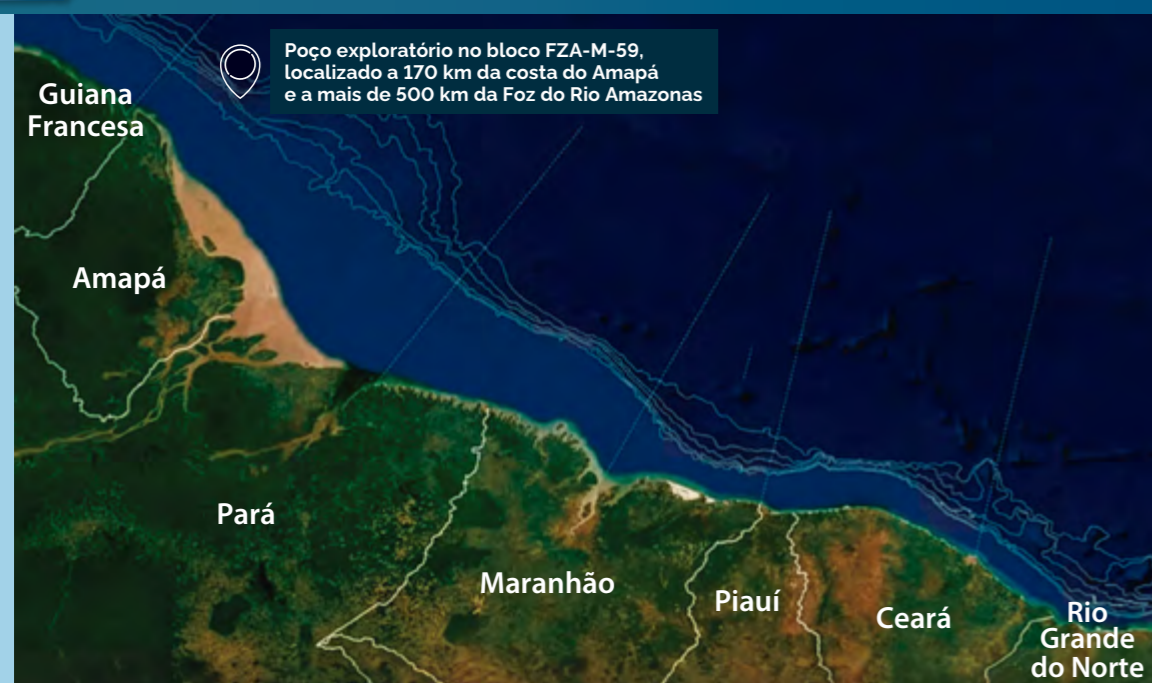 Poço exploratório no bloco FZA-M-59,
localizado a 170 km da costa do Amapá
e a mais de 500 km da Foz do Rio Amazonas
Guiana
Francesa
Amapá
Pará
Maranhão
Piauí
Ceará
Rio
Grande
do Norte